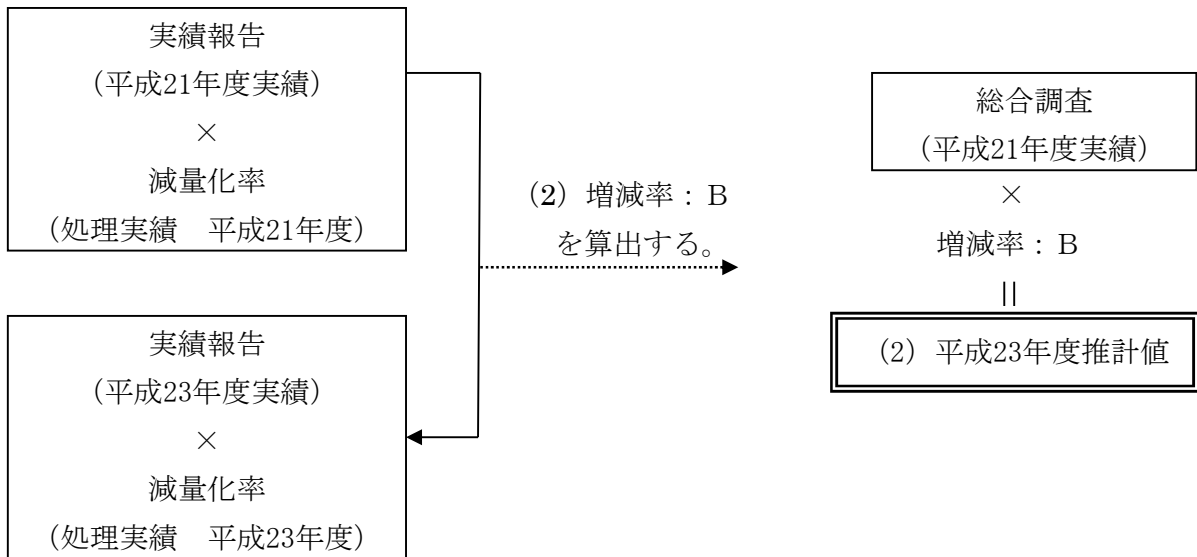 実績報告
（平成21年度実績）
×
減量化率
（処理実績　平成21年度）
（2）増減率：Ｂ
を算出する。
実績報告
（平成23年度実績）
×
減量化率
（処理実績　平成23年度）
総合調査
（平成21年度実績）
×
増減率：Ｂ
||
（2）平成23年度推計値